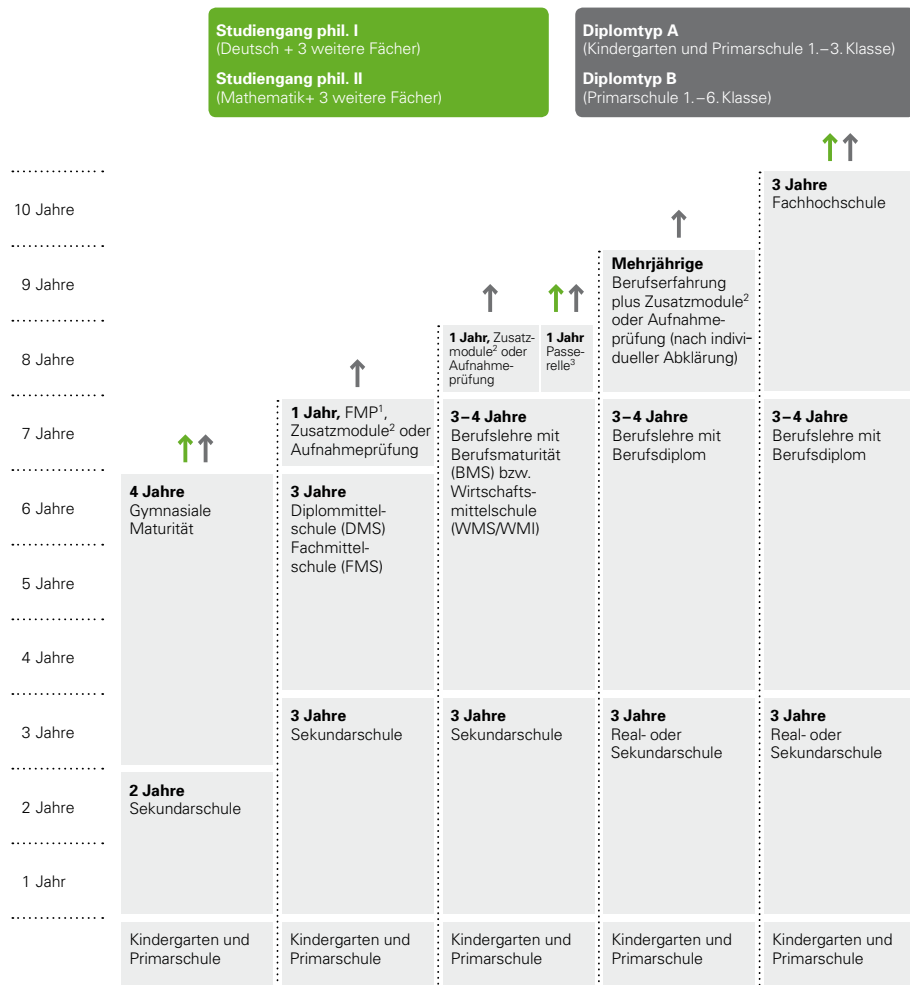 Studiengang phil. I
(Deutsch + 3 weitere Fächer)
Studiengang phil. II
(Mathematik+ 3 weitere Fächer)
Diplomtyp A
(Kindergarten und Primarschule 1.–3. Klasse)
Diplomtyp B
(Primarschule 1.–6. Klasse)
10 Jahre
9 Jahre
8 Jahre
7 Jahre
6 Jahre
5 Jahre
4 Jahre
3 Jahre
2 Jahre
1 Jahr
4 Jahre
Gymnasiale
Maturität
2 Jahre
Sekundarschule
Kindergarten und
Primarschule
1 Jahr, FMP¹,
Zusatzmodule² oder
Aufnahmeprüfung
3 Jahre
Diplommittel-
schule (DMS)
Fachmittel-
schule (FMS)
3 Jahre
Sekundarschule
Kindergarten und
Primarschule
1 Jahr, Zusatz-
module² oder
Aufnahme-
prüfung
1 Jahr
Passe-
relle³
3–4 Jahre
Berufslehre mit
Berufsmaturität
(BMS) bzw.
Wirtschafts-
mittelschule
(WMS/WMI)
3 Jahre
Sekundarschule
Kindergarten und
Primarschule
Mehrjährige
Berufserfahrung
plus Zusatzmodule²
oder Aufnahme-
prüfung (nach indivi-
dueller Abklärung)
3–4 Jahre
Berufslehre mit
Berufsdiplom
3 Jahre
Real- oder
Sekundarschule
Kindergarten und
Primarschule
3 Jahre
Fachhochschule
3–4 Jahre
Berufslehre mit
Berufsdiplom
3 Jahre
Real- oder
Sekundarschule
Kindergarten und
Primarschule